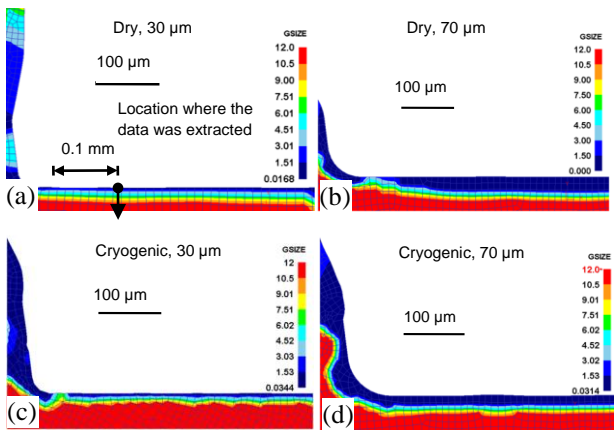 Dry, 30 µm
GSIZE
12.0
10.5
9.00
7.51
6.01
4.52
3.02
1.51
0.0168
100 µm
Location where the
data was extracted
0.1 mm
(a)
Dry, 70 µm
GSIZE
12.0
10.5
9.00
7.50
6.00
4.50
3.00
1.50
0.000
100 µm
(b)
Cryogenic, 30 µm
GSIZE
12
10.5
9.01
7.51
6.02
4.52
3.03
1.53
0.0344
100 µm
(c)
Cryogenic, 70 µm
GSIZE
12.0
10.5
9.01
7.51
6.02
4.52
3.02
1.53
0.0314
100 µm
(d)